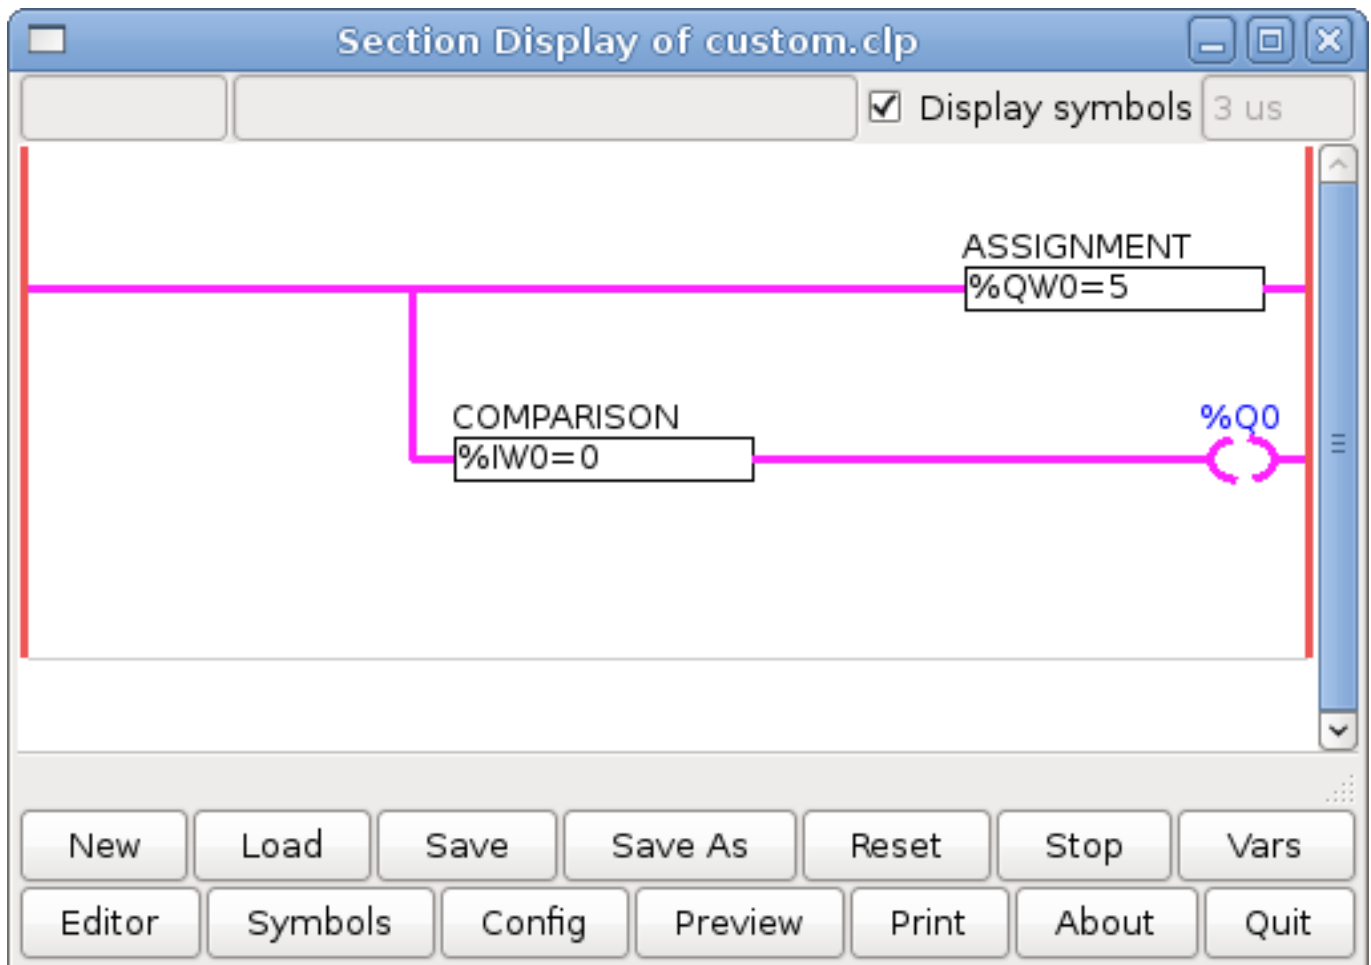 Section Display of custom.clp
Display symbols 3 us
ASSIGNMENT
%QW0=5
COMPARISON %Q0
%IW0=0
New Load Save Save As Reset Stop Vars
Editor Symbols Config Preview Print About Quit